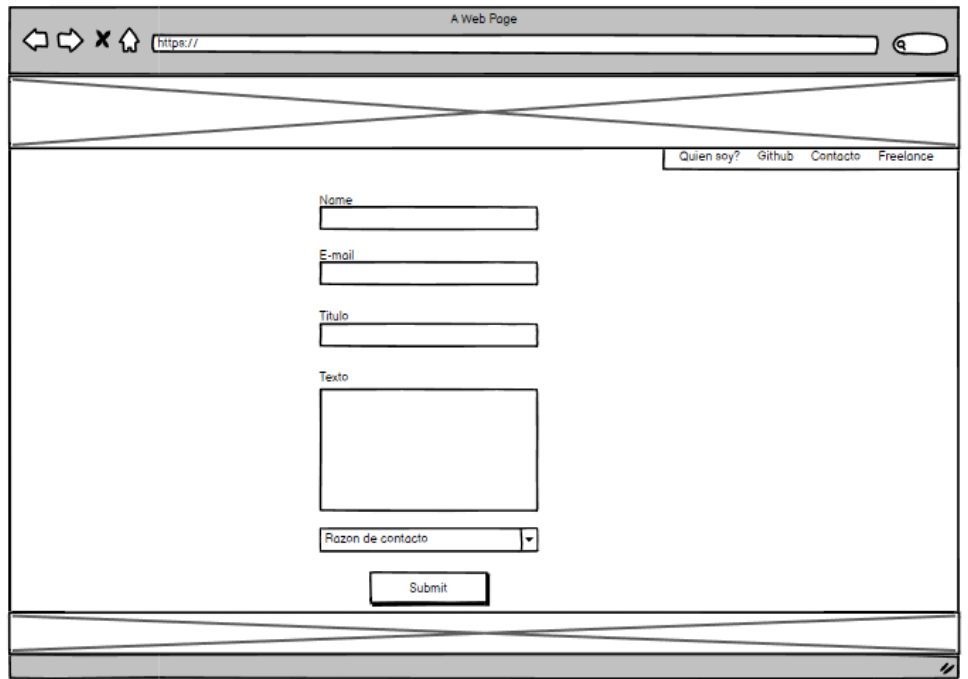 A Web Page
https://
Quien soy? Github Contacto Freelance
Name
E-mail
Titulo
Texto
Razon de contacto
Submit